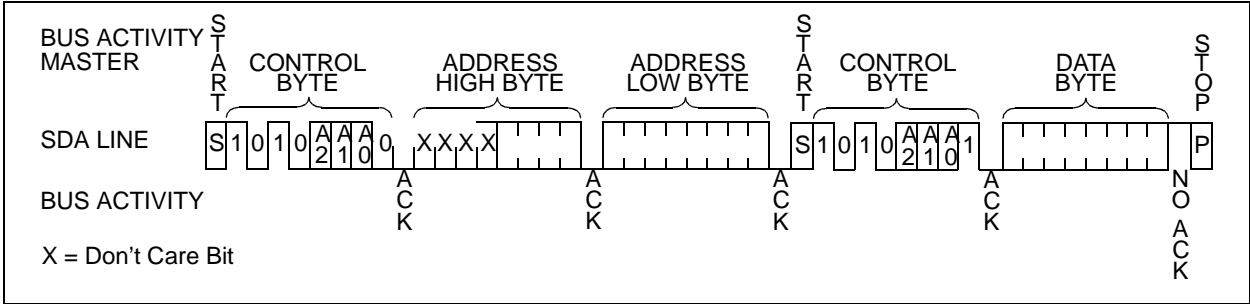 BUS ACTIVITY
MASTER
START
CONTROL
BYTE
ADDRESS
HIGH BYTE
ADDRESS
LOW BYTE
START
CONTROL
BYTE
DATA
BYTE
STOP
SDA LINE
S 1 0 1 0 A2 A1 A0 0 X X X X S 1 0 1 0 A2 A1 A0 1 P
BUS ACTIVITY
ACK
ACK
ACK
ACK
NO ACK
X = Don't Care Bit